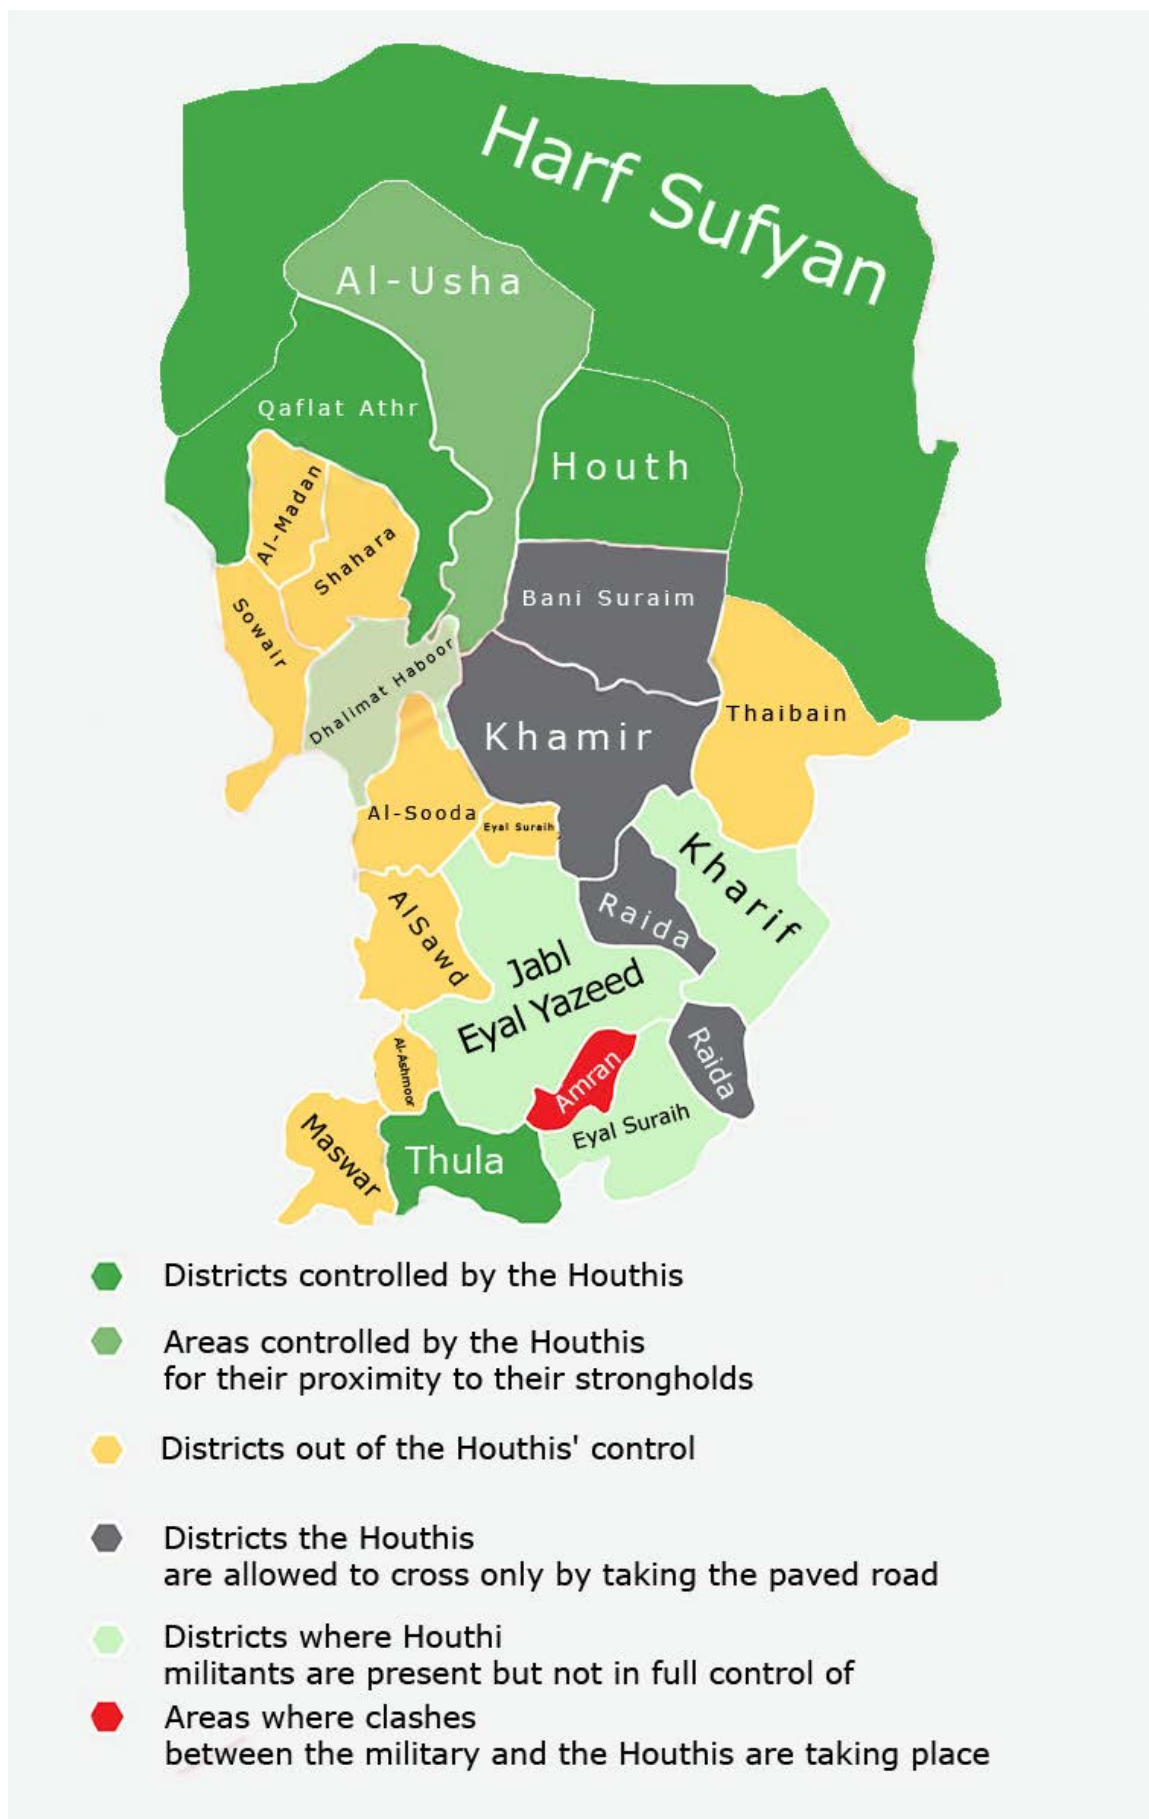 Harf Sufyan
Al-Usha
Qaflat Athr
Houth
Al-Madan
Shahara
Bani Suraim
Sowair
Dhalimat Haboor
Thaibain
Khamir
Al-Sooda
Eyal Suraih
Kharif
Raida
AlSawd
Jabl
Eyal Yazeed
Raida
Al-Ashmoor
Amran
Eyal Suraih
Maswar
Thula
Districts controlled by the Houthis
Areas controlled by the Houthis
for their proximity to their strongholds
Districts out of the Houthis' control
Districts the Houthis
are allowed to cross only by taking the paved road
Districts where Houthi
militants are present but not in full control of
Areas where clashes
between the military and the Houthis are taking place